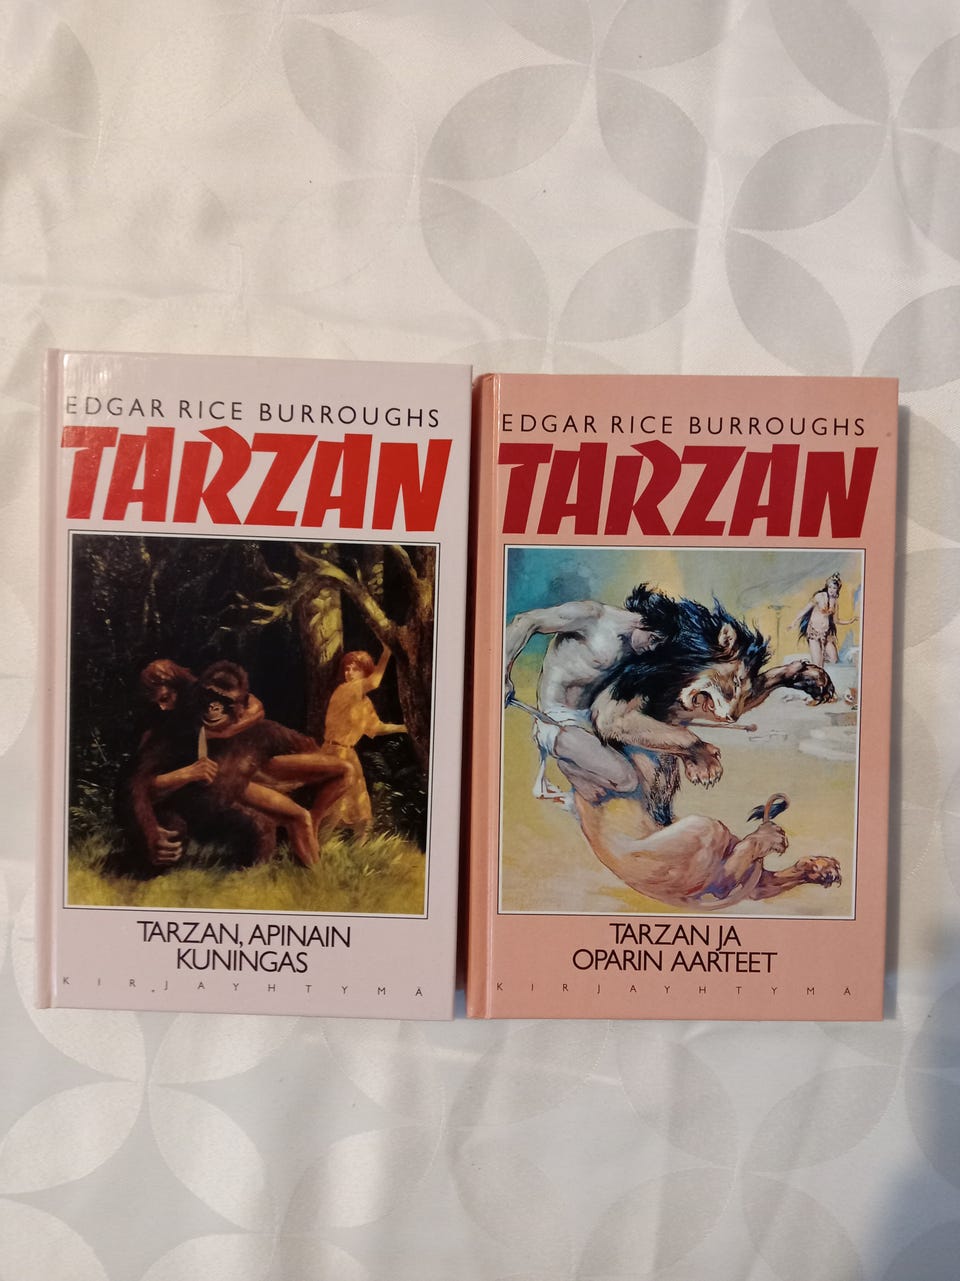 EDGAR RICE BURROUGHS
TARZAN
TARZAN, APINAIN
KUNINGAS
KIRJAYHTYMÄ
EDGAR RICE BURROUGHS
TARZAN
TARZAN JA
OPARIN AARTEET
KIRJAYHTYMÄ